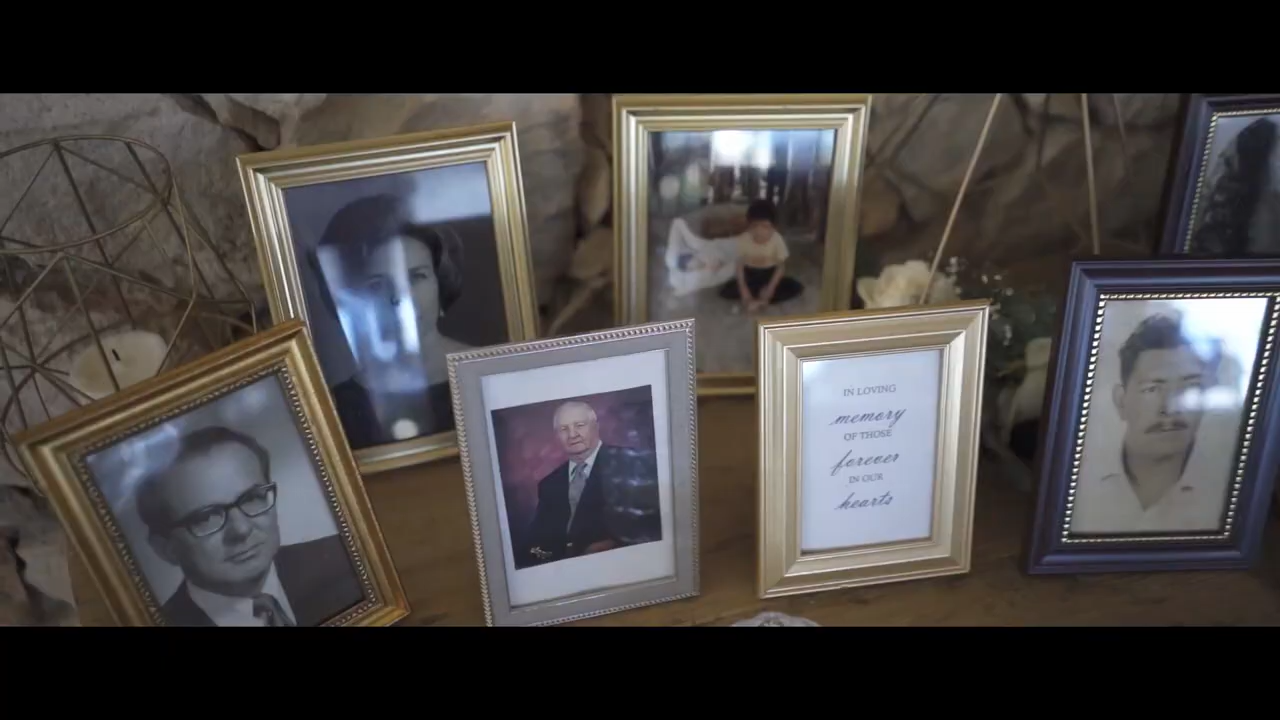 IN LOVING
memory
OF THOSE
forever
IN OUR
hearts